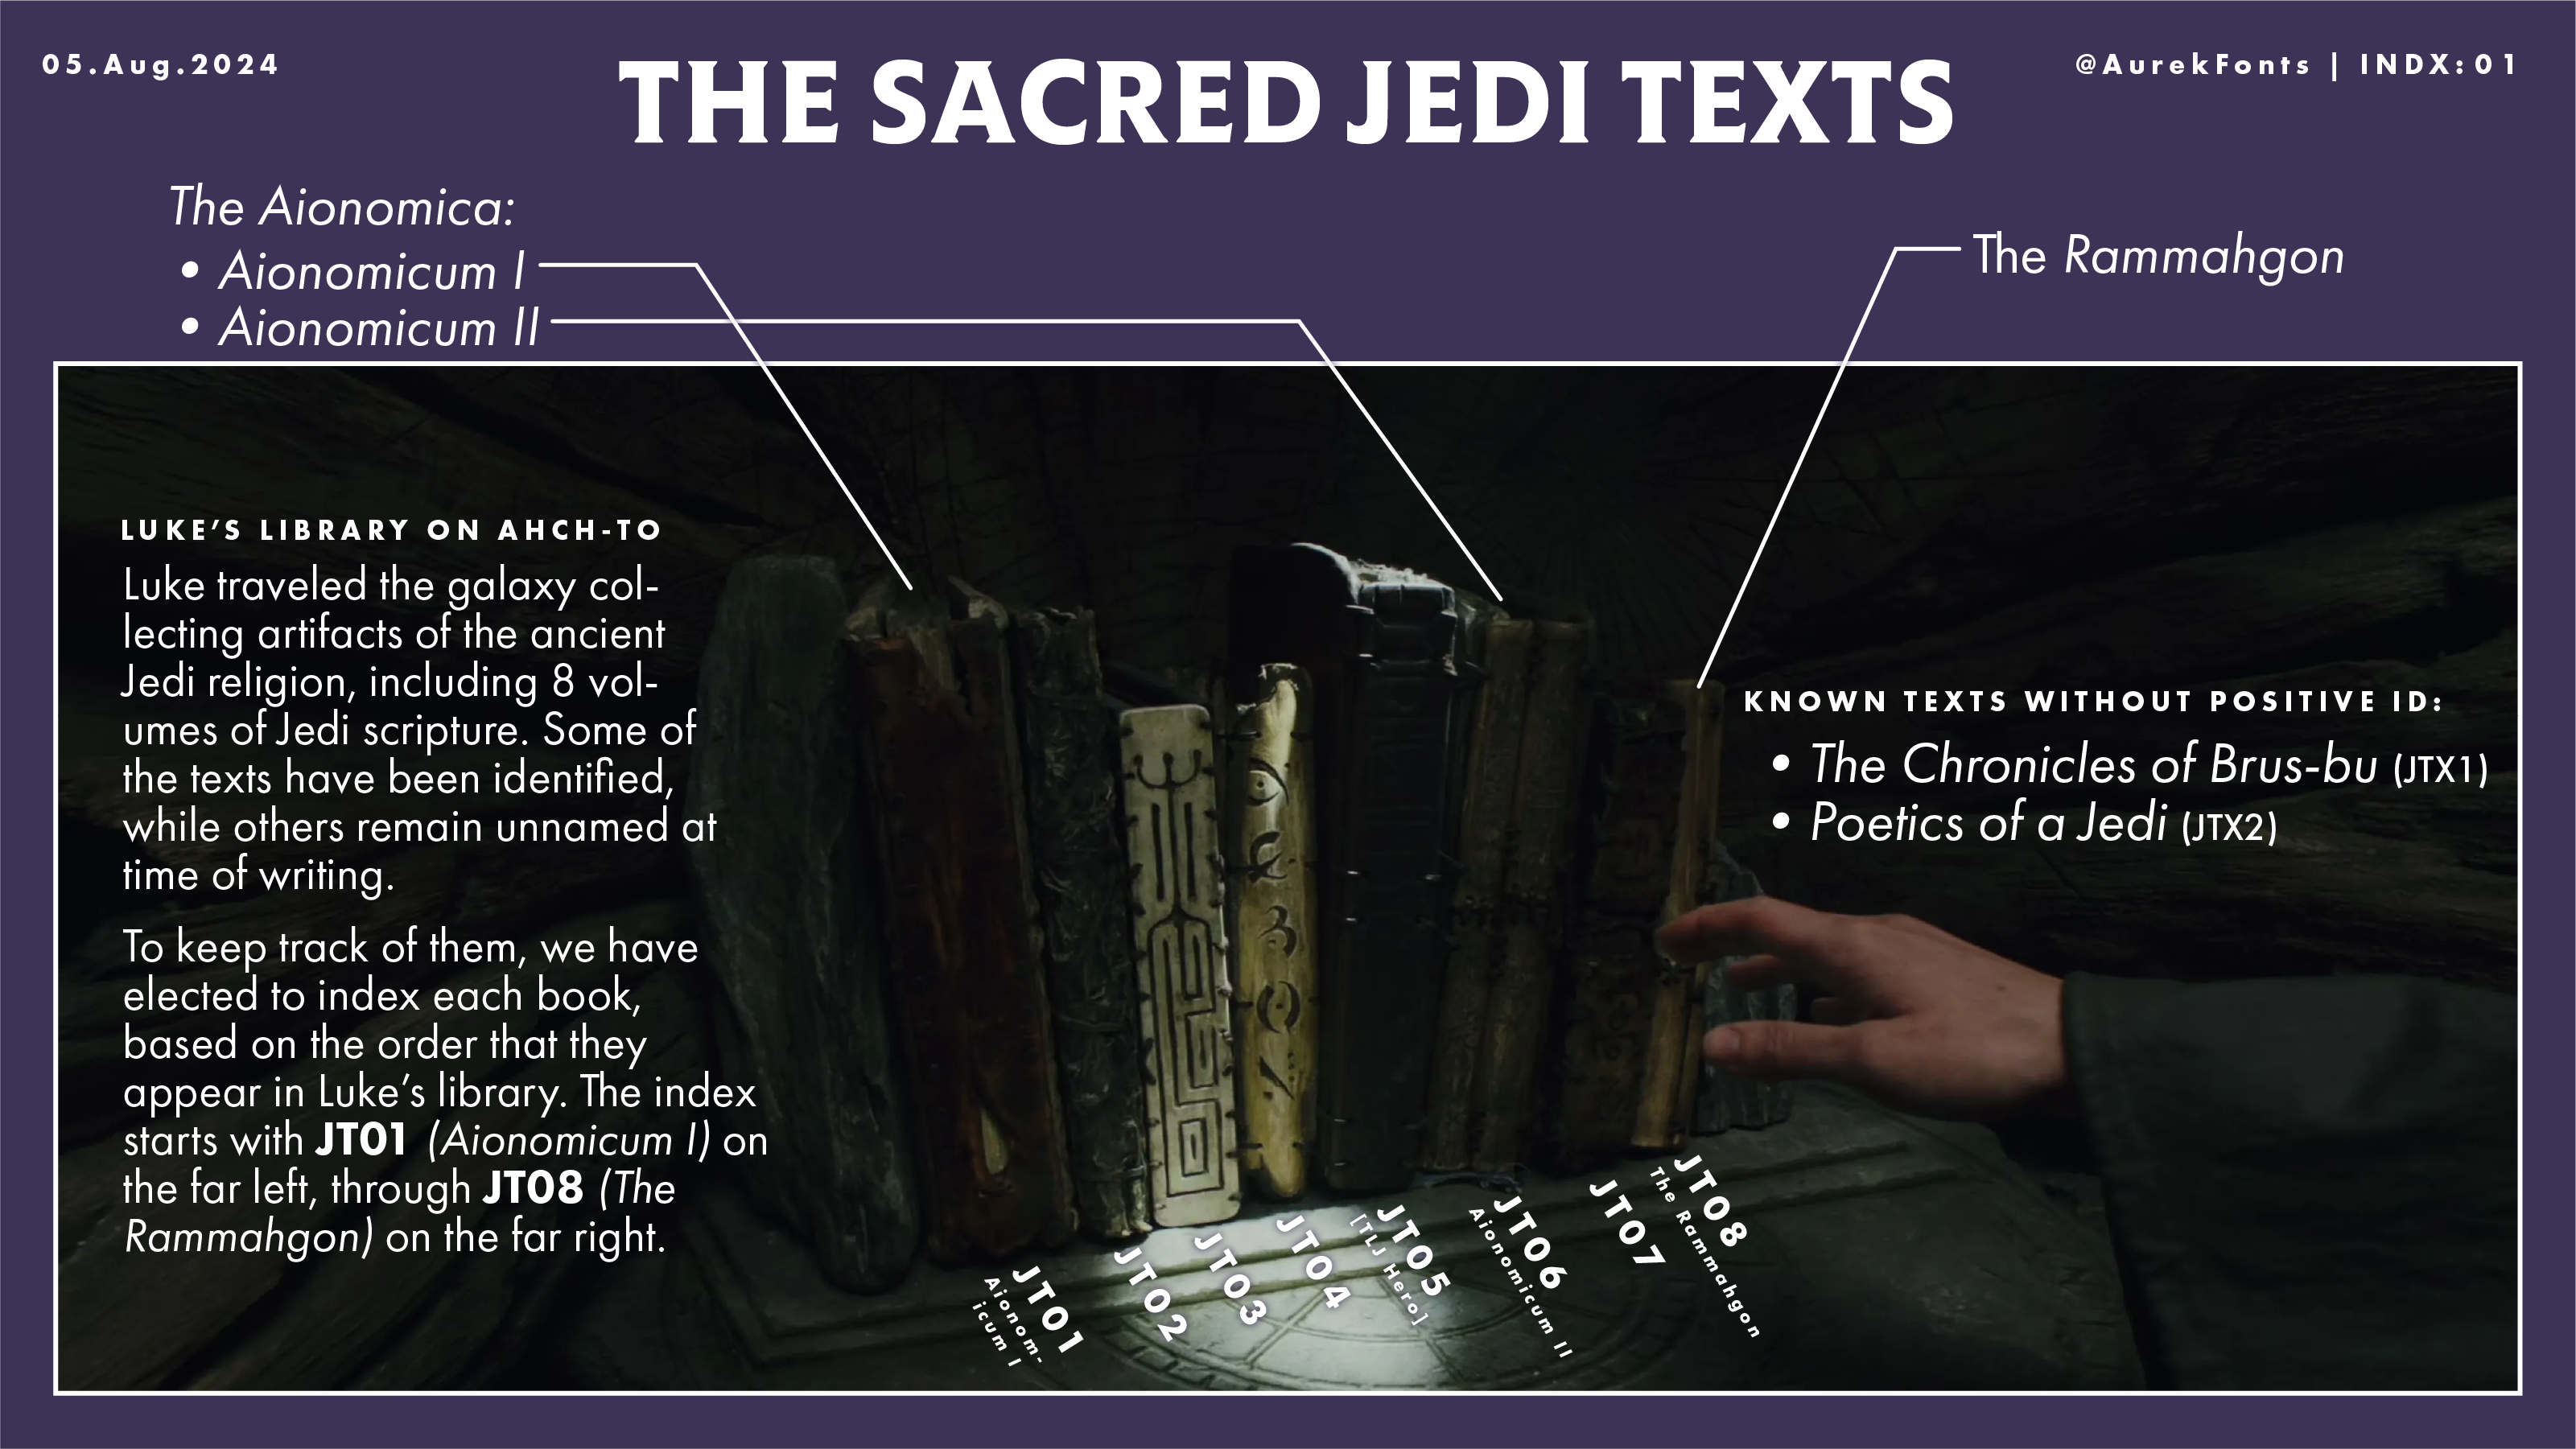 05.Aug.2024
THE SACRED JEDI TEXTS
@AurekFonts | INDX:01
The Aionomica:
• Aionomicum I
• Aionomicum II
The Rammahgon
LUKE’S LIBRARY ON AHCH-TO
Luke traveled the galaxy col-
lecting artifacts of the ancient
Jedi religion, including 8 vol-
umes of Jedi scripture. Some of
the texts have been identified,
while others remain unnamed at
time of writing.
To keep track of them, we have
elected to index each book,
based on the order that they
appear in Luke’s library. The index
starts with JT01 (Aionomicum I) on
the far left, through JT08 (The
Rammahgon) on the far right.
KNOWN TEXTS WITHOUT POSITIVE ID:
• The Chronicles of Brus-bu (JTX1)
• Poetics of a Jedi (JTX2)
JT01
Aionom-
icum I
JT02
JT03
JT04
JT05
[TLJ Hero]
JT06
Aionomicum II
JT07
JT08
The Rammahgon